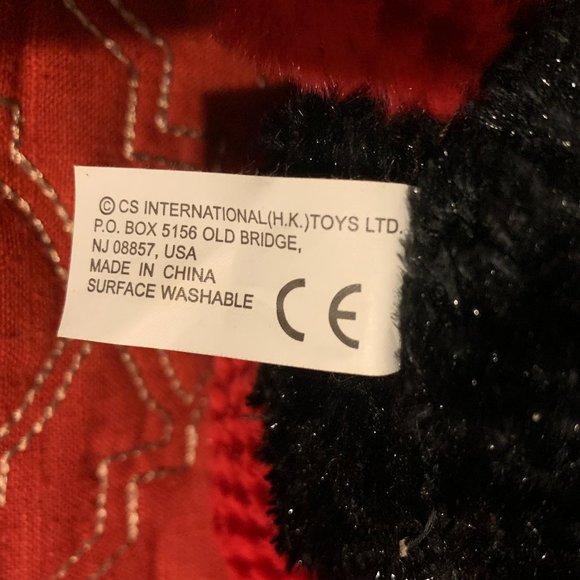 © CS INTERNATIONAL(H.K.)TOYS LTD.
P.O. BOX 5156 OLD BRIDGE,
NJ 08857, USA
MADE IN CHINA
SURFACE WASHABLE
CE